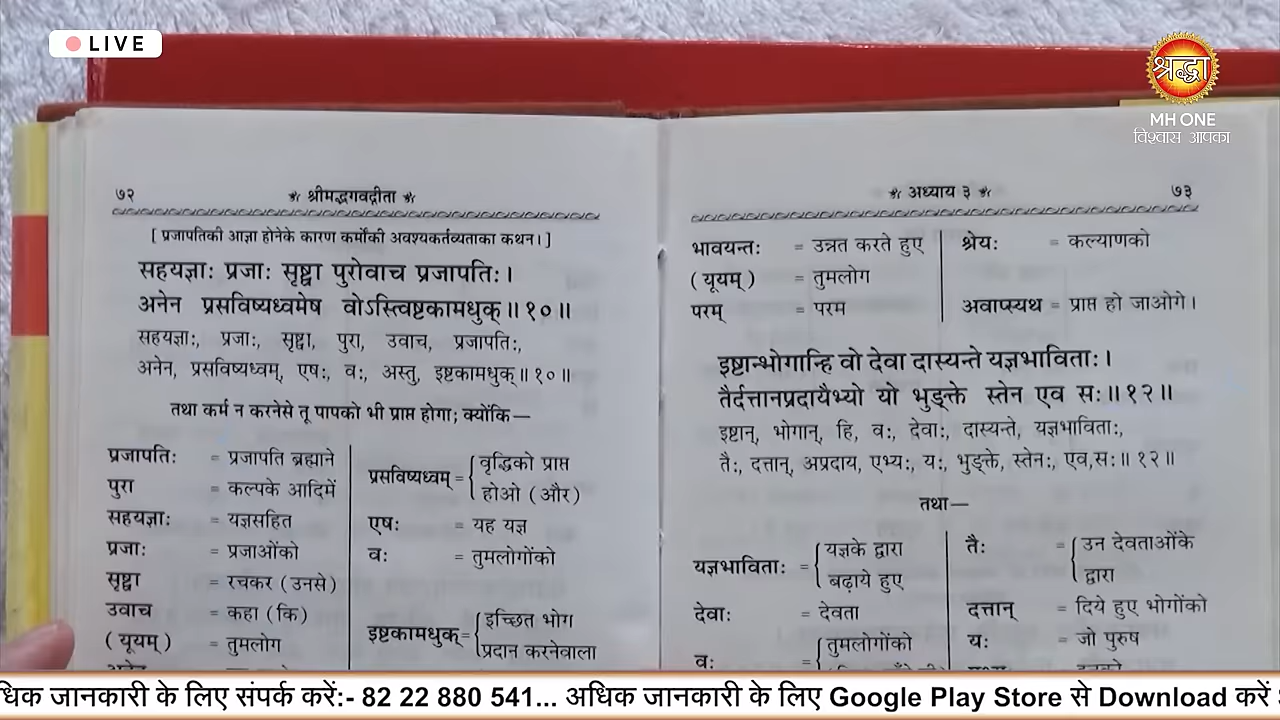 LIVE
श्रद्धा
MH ONE
विश्वास आपका
७२
श्रीमद्भगवद्गीता
[ प्रजापतिकी आज्ञा होनेके कारण कर्मोंकी अवश्यकर्तव्यताका कथन। ]
सहयज्ञाः प्रजाः सृष्ट्वा पुरोवाच प्रजापतिः।
अनेन प्रसविष्यध्वमेष वोऽस्त्विष्टकामधुक्॥१०॥
सहयज्ञाः, प्रजाः, सृष्ट्वा, पुरा, उवाच, प्रजापतिः,
अनेन, प्रसविष्यध्वम्, एषः, वः, अस्तु, इष्टकामधुक्॥१०॥
तथा कर्म न करनेसे तू पापको भी प्राप्त होगा; क्योंकि—
प्रजापतिः = प्रजापति ब्रह्माने
पुरा = कल्पके आदिमें
सहयज्ञाः = यज्ञसहित
प्रजाः = प्रजाओंको
सृष्ट्वा = रचकर (उनसे)
उवाच = कहा (कि)
(यूयम्) = तुमलोग
प्रसविष्यध्वम् = { वृद्धिको प्राप्त
होओ (और)
एषः = यह यज्ञ
वः = तुमलोगोंको
इष्टकामधुक् = { इच्छित भोग
प्रदान करनेवाला
अध्याय ३
७३
भावयन्तः = उन्नत करते हुए
(यूयम्) = तुमलोग
परम् = परम
श्रेयः = कल्याणको
अवाप्स्यथ = प्राप्त हो जाओगे।
इष्टान्भोगान्हि वो देवा दास्यन्ते यज्ञभाविताः।
तैर्दत्तानप्रदायैभ्यो यो भुङ्क्ते स्तेन एव सः॥१२॥
इष्टान्, भोगान्, हि, वः, देवाः, दास्यन्ते, यज्ञभाविताः,
तैः, दत्तान्, अप्रदाय, एभ्यः, यः, भुङ्क्ते, स्तेनः, एव,सः॥१२॥
तथा—
यज्ञभाविताः = { यज्ञके द्वारा
बढ़ाये हुए
देवाः = देवता
वः = { तुमलोगोंको
तैः = { उन देवताओंके
द्वारा
दत्तान् = दिये हुए भोगोंको
यः = जो पुरुष
धिक जानकारी के लिए संपर्क करें:- 82 22 880 541... अधिक जानकारी के लिए Google Play Store से Download करें